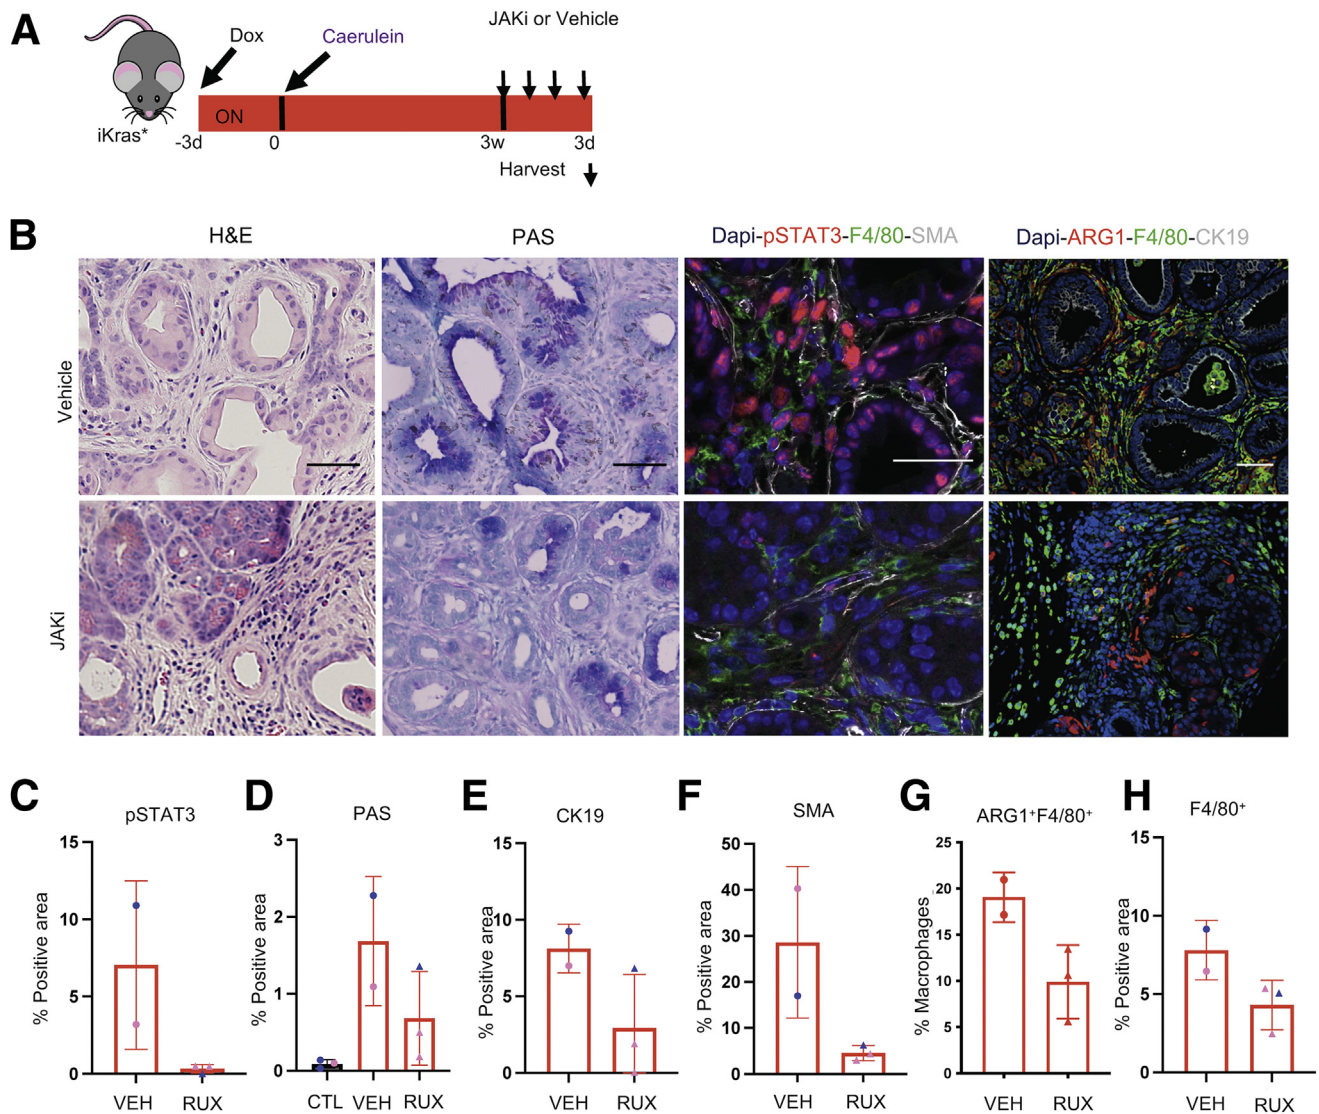 A
JAKi or Vehicle
Dox
Caerulein
ON
iKras*
-3d
0
3w
3d
Harvest
B
H&E
PAS
Dapi-pSTAT3-F4/80-SMA
Dapi-ARG1-F4/80-CK19
Vehicle
JAKi
C
pSTAT3
% Positive area
15
10
5
0
VEH
RUX
D
PAS
% Positive area
3
2
1
0
CTL
VEH
RUX
E
CK19
% Positive area
15
10
5
0
VEH
RUX
F
SMA
% Positive area
50
40
30
20
10
0
VEH
RUX
G
ARG1⁺F4/80⁺
% Macrophages
25
20
15
10
5
0
VEH
RUX
H
F4/80⁺
% Positive area
15
10
5
0
VEH
RUX